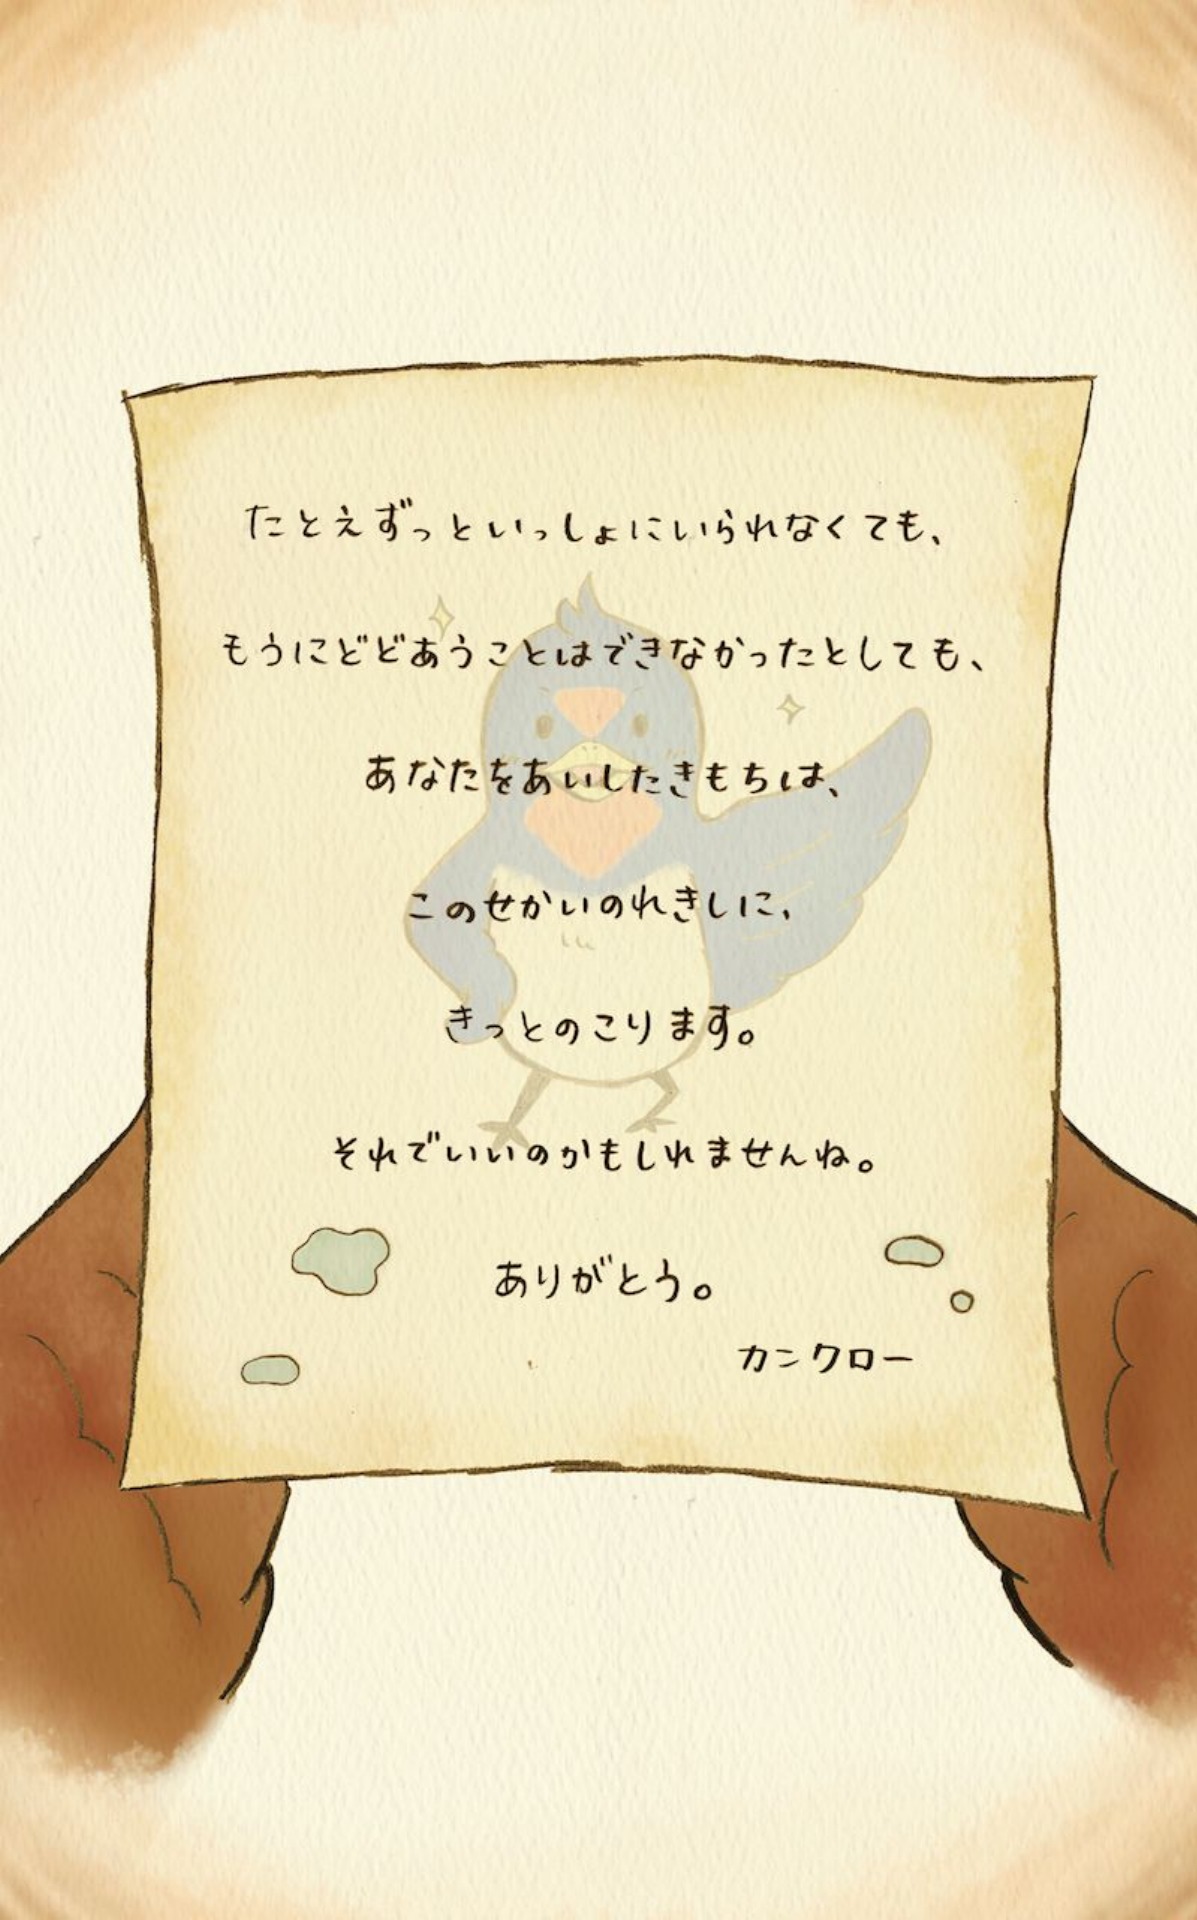 たとえずっといっしょにいられなくても、
もうにどどあうことはできなかったとしても、
あなたをあいしたきもちは、
このせかいのれきしに、
きっとのこります。
それでいいのかもしれませんね。
ありがとう。
カンクロー